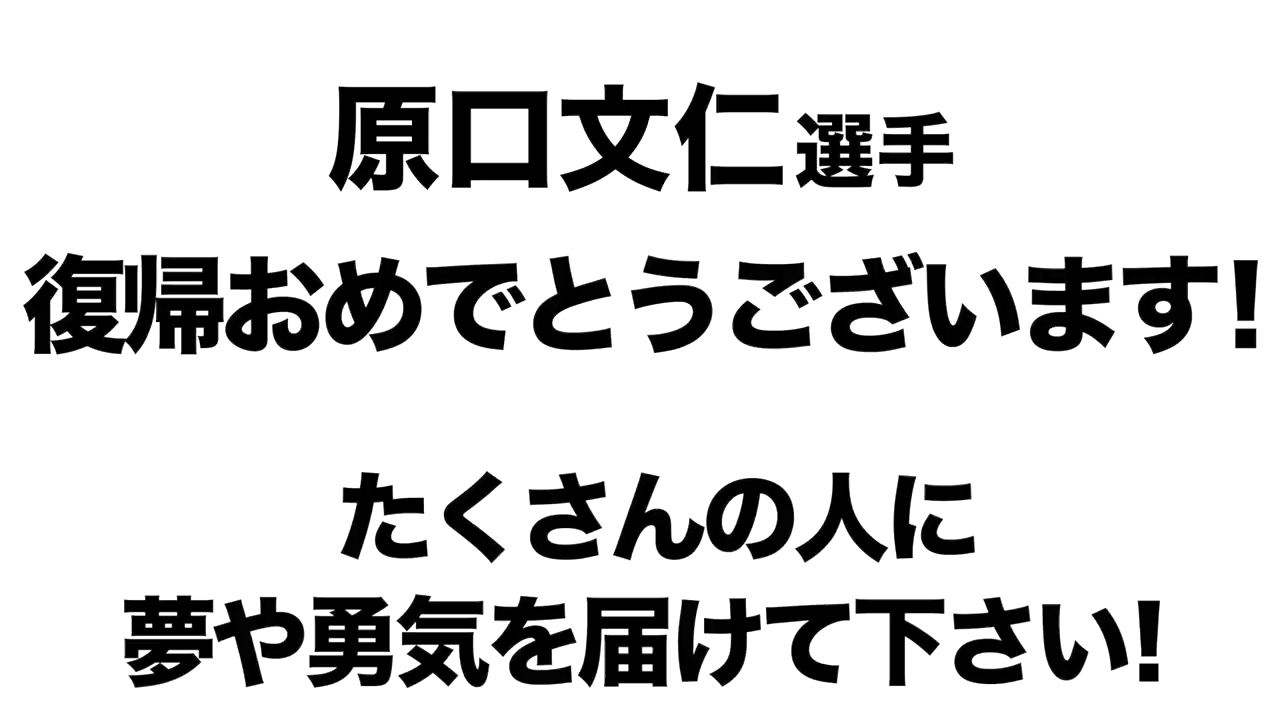 原口文仁選手
復帰おめでとうございます!
たくさんの人に
夢や勇気を届けて下さい!